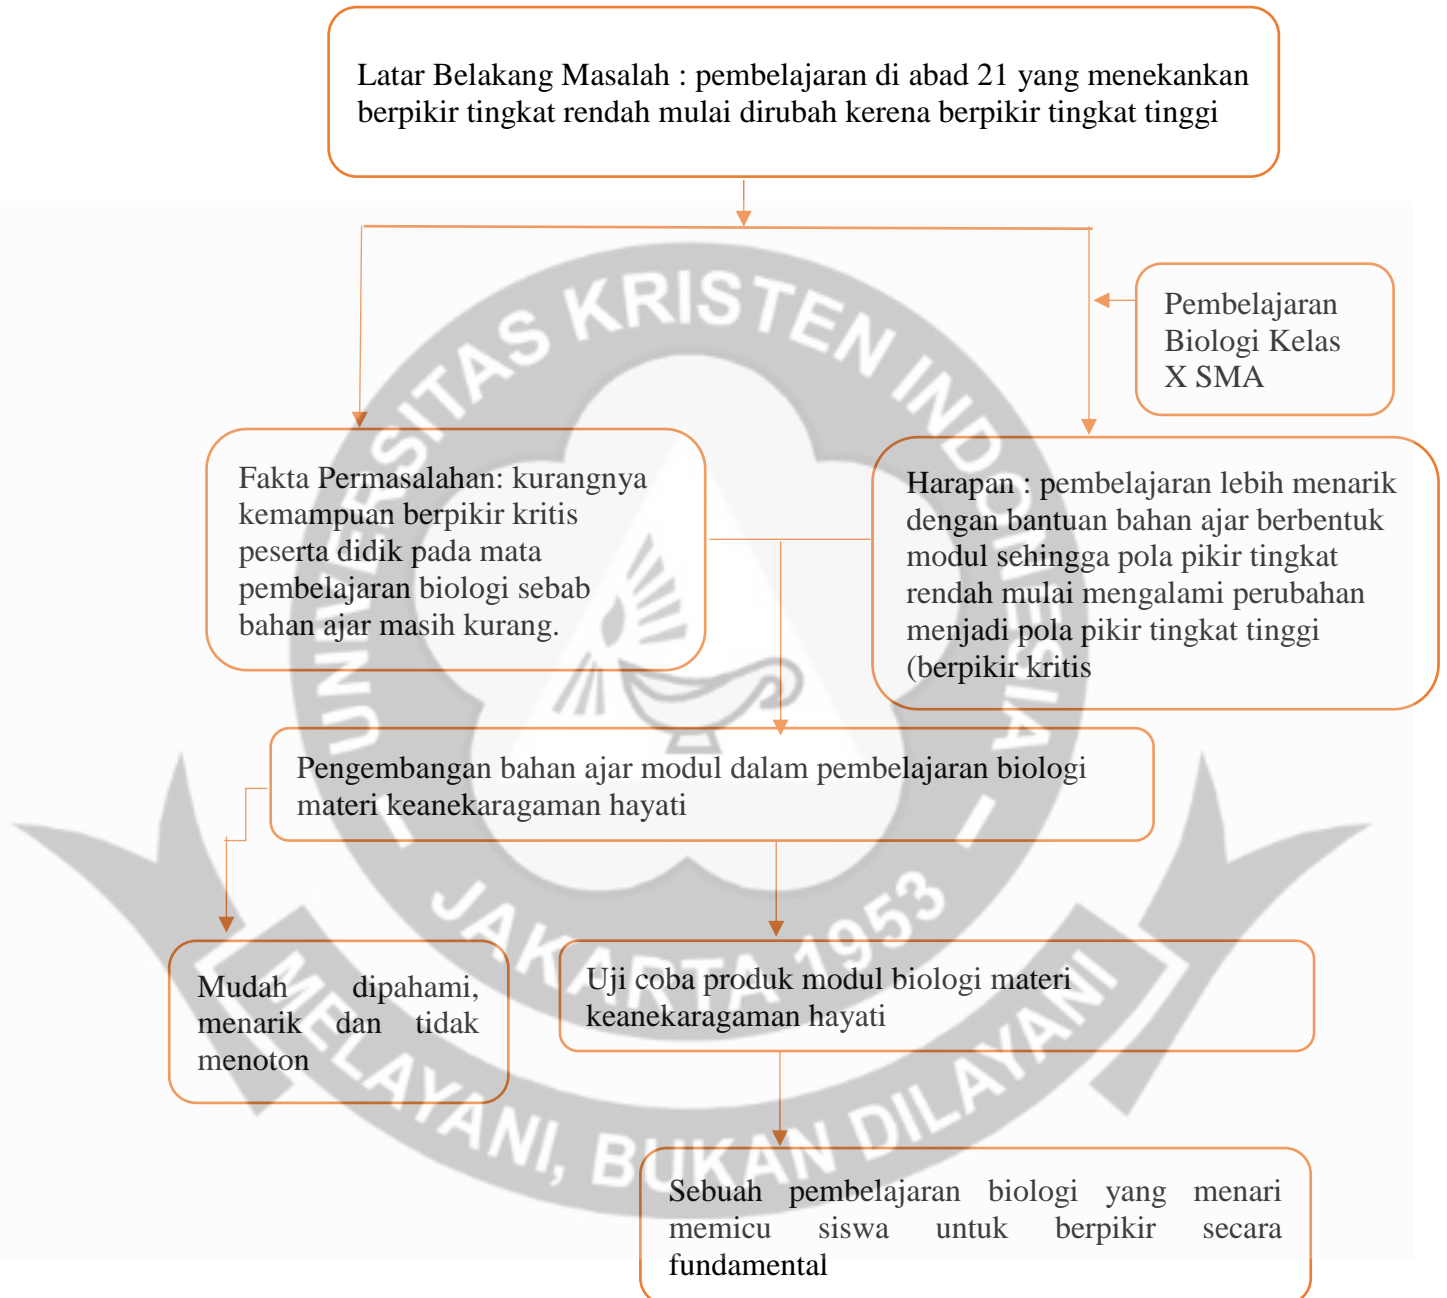 Latar Belakang Masalah : pembelajaran di abad 21 yang menekankan
berpikir tingkat rendah mulai dirubah kerena berpikir tingkat tinggi
Pembelajaran
Biologi Kelas
X SMA
Fakta Permasalahan: kurangnya
kemampuan berpikir kritis
peserta didik pada mata
pembelajaran biologi sebab
bahan ajar masih kurang.
Harapan : pembelajaran lebih menarik
dengan bantuan bahan ajar berbentuk
modul sehingga pola pikir tingkat
rendah mulai mengalami perubahan
menjadi pola pikir tingkat tinggi
(berpikir kritis
Pengembangan bahan ajar modul dalam pembelajaran biologi
materi keanekaragaman hayati
Mudah dipahami,
menarik dan tidak
menoton
Uji coba produk modul biologi materi
keanekaragaman hayati
Sebuah pembelajaran biologi yang menari
memicu siswa untuk berpikir secara
fundamental
UNIVERSITAS KRISTEN INDONESIA
JAKARTA 1953
MELAYANI, BUKAN DILAYANI